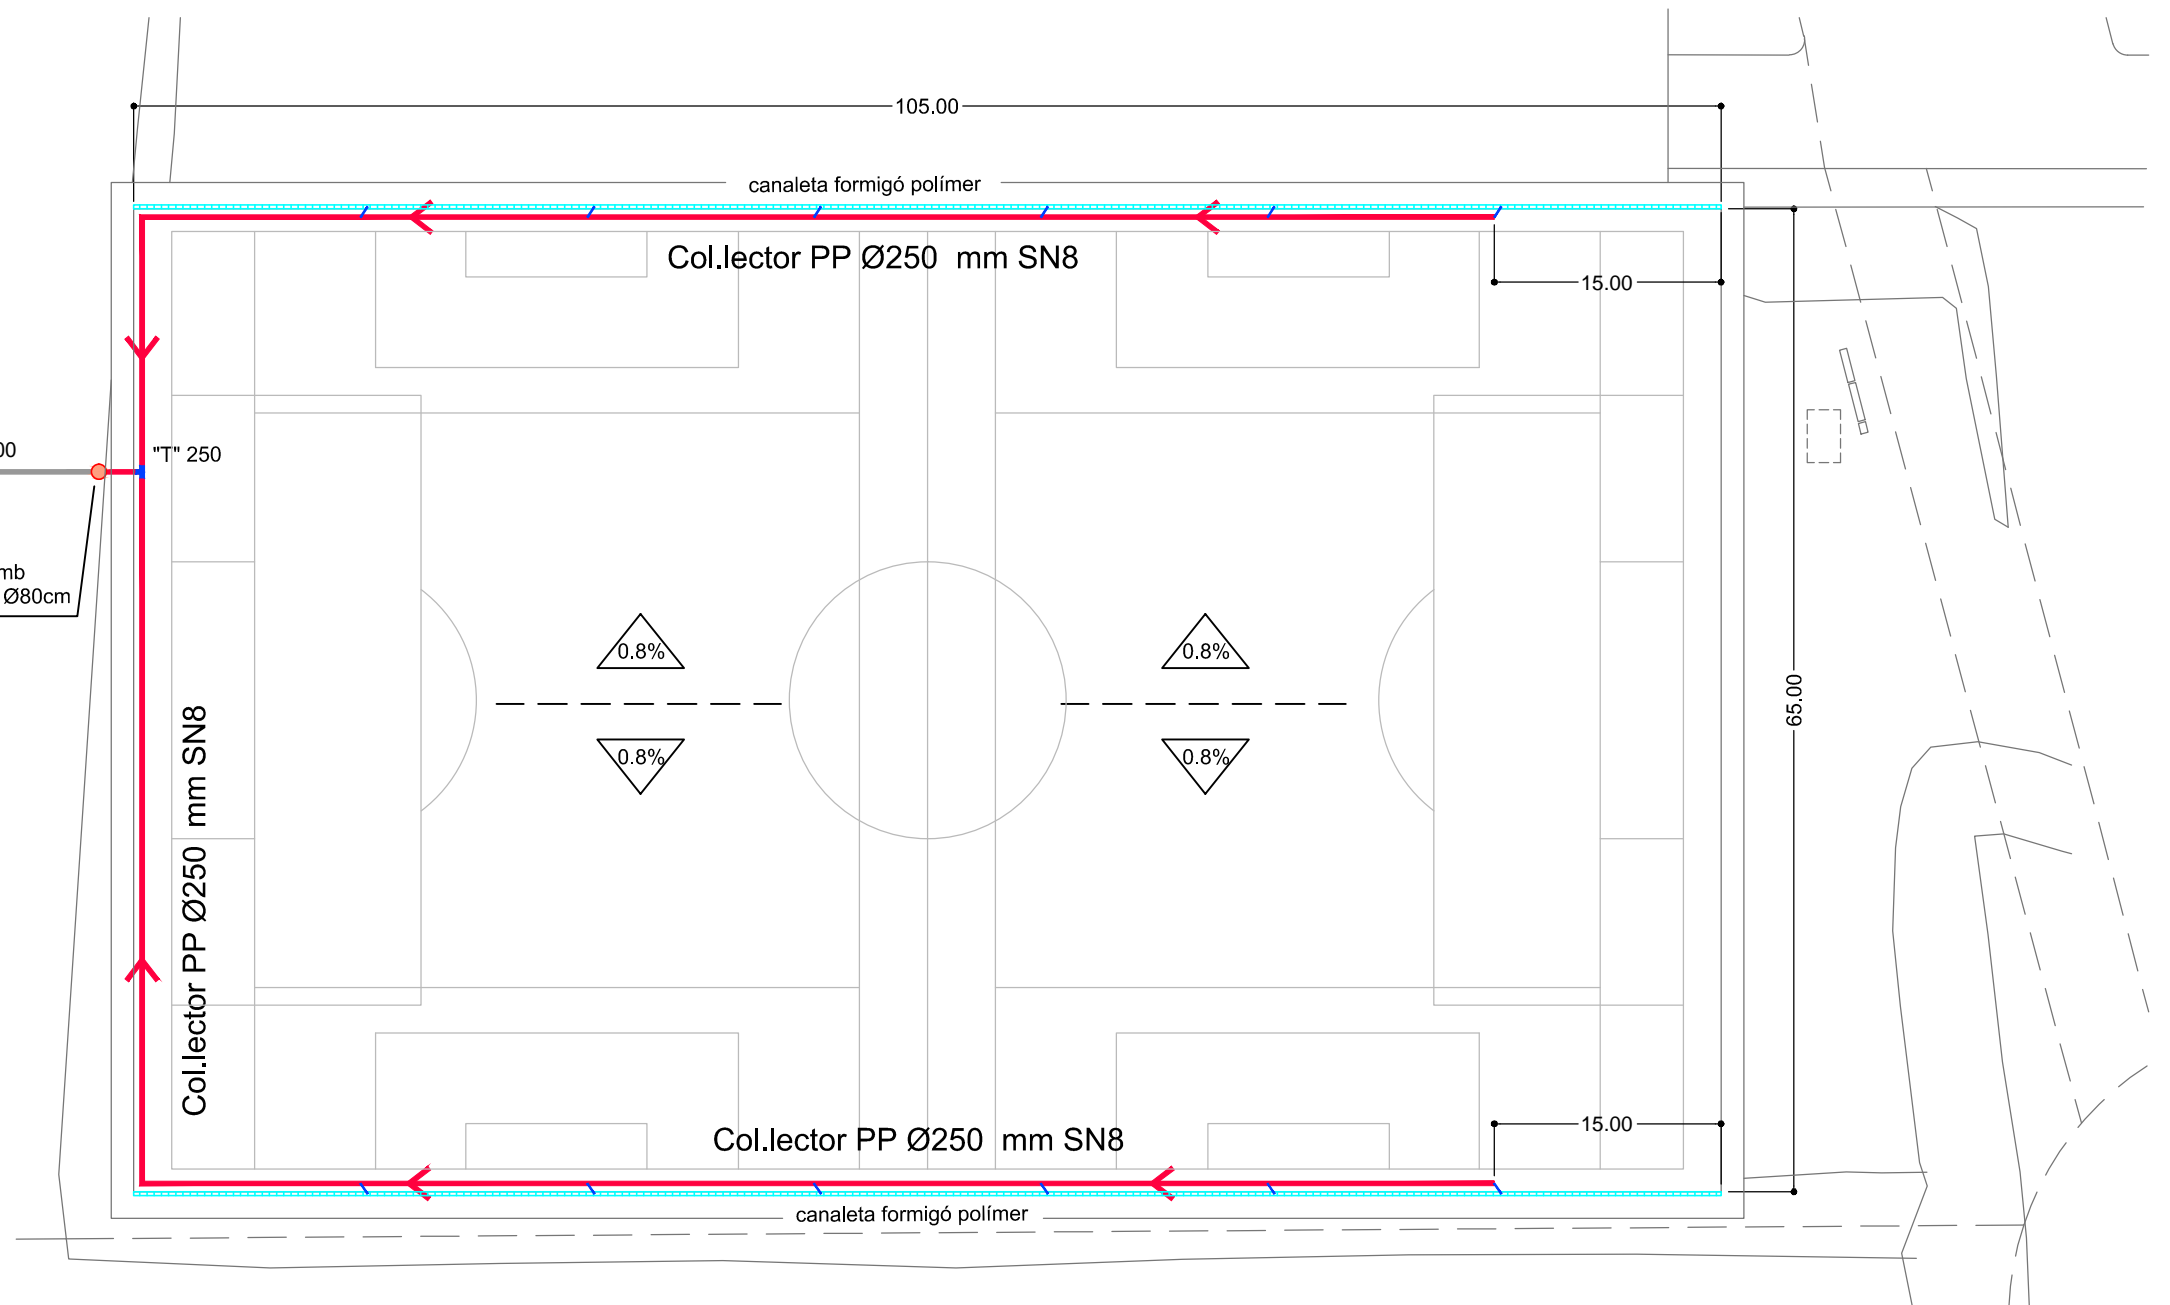 105.00
canaleta formigó polímer
Col.lector PP Ø250 mm SN8
15.00
"T" 250
00
mb
Ø80cm
0.8%
0.8%
0.8%
0.8%
65.00
Col.lector PP Ø250 mm SN8
15.00
Col.lector PP Ø250 mm SN8
canaleta formigó polímer